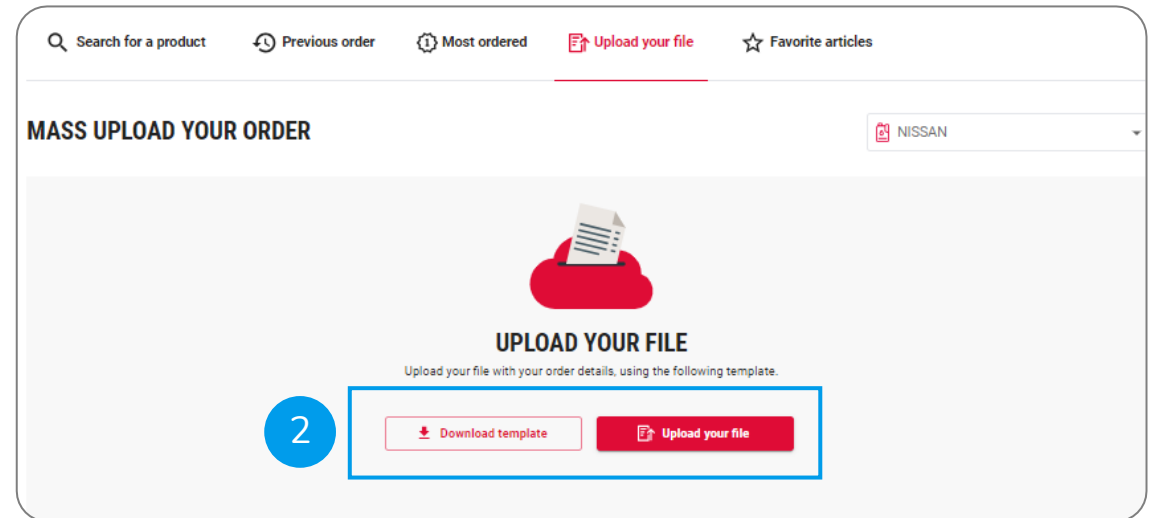 Search for a product Previous order Most ordered Upload your file Favorite articles
MASS UPLOAD YOUR ORDER
NISSAN
UPLOAD YOUR FILE
Upload your file with your order details, using the following template.
2
Download template Upload your file